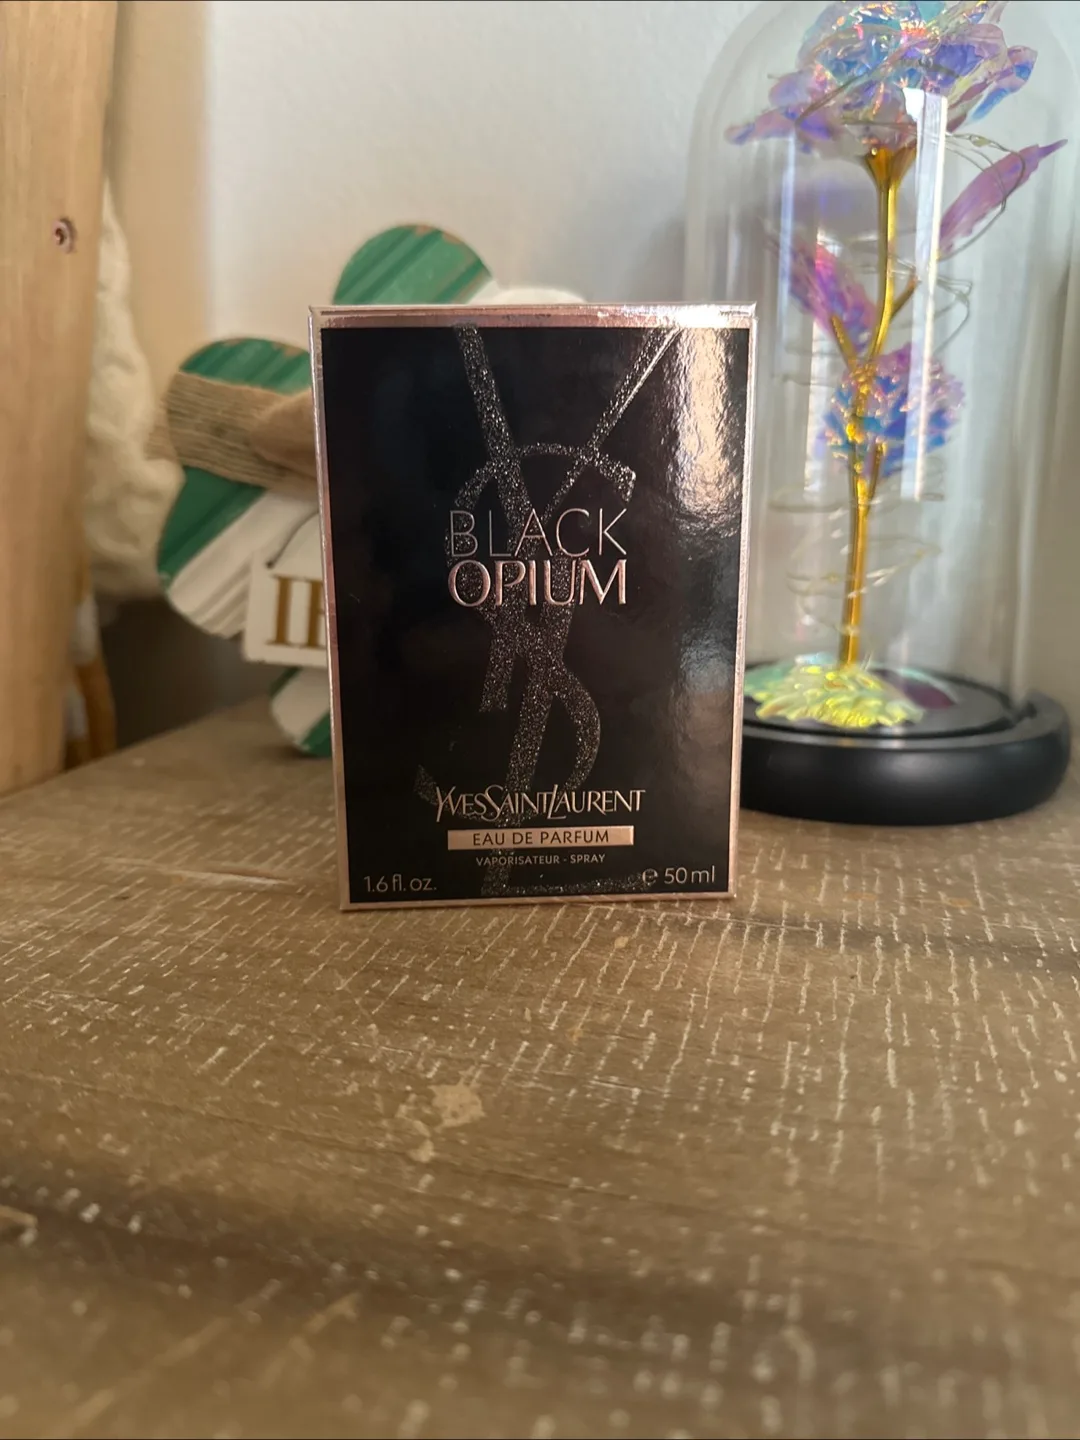 BLACK
OPIUM
YVESSAINTLAURENT
EAU DE PARFUM
VAPORISATEUR - SPRAY
1.6 fl. oz.
℮ 50 ml